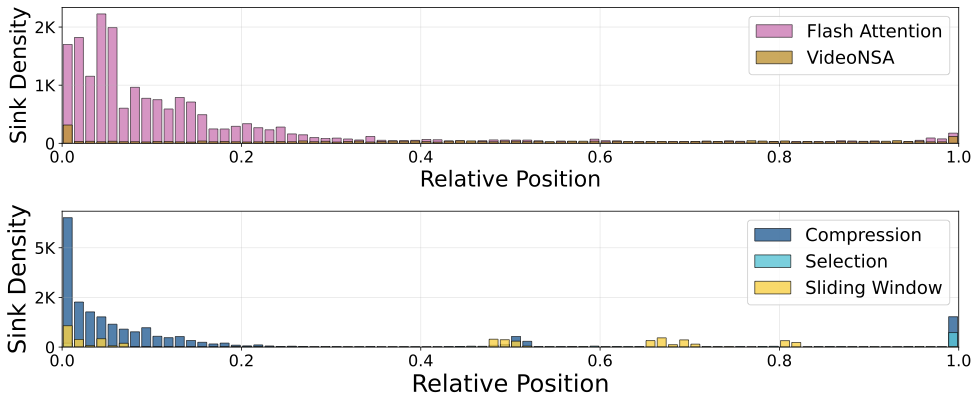 Sink Density
2K
1K
0
Flash Attention
VideoNSA
0.0 0.2 0.4 0.6 0.8 1.0
Relative Position
Sink Density
5K
2K
0
Compression
Selection
Sliding Window
0.0 0.2 0.4 0.6 0.8 1.0
Relative Position